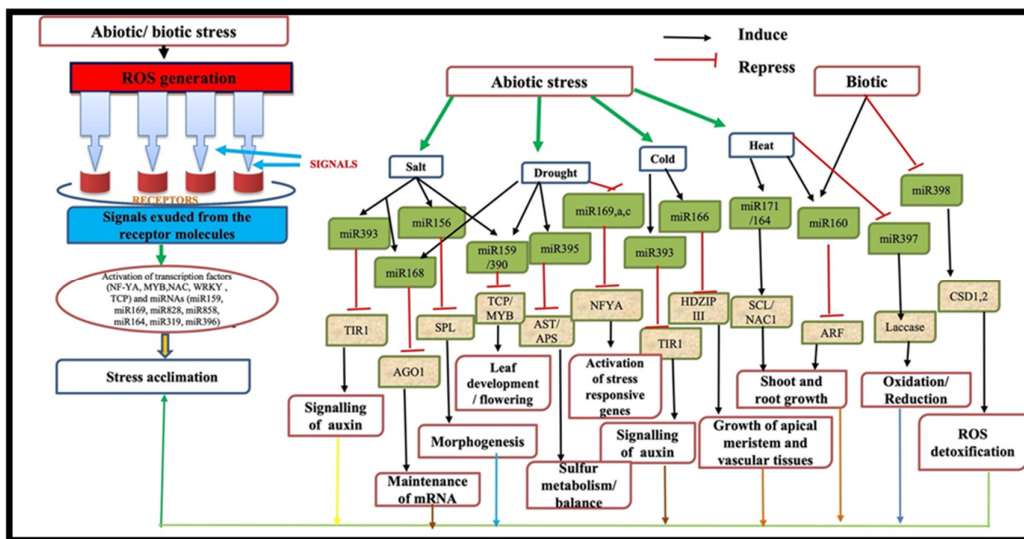 Abiotic/ biotic stress
ROS generation
SIGNALS
RECEPTORS
Signals exuded from the
receptor molecules
Activation of transcription factors
(NF-YA, MYB,NAC, WRKY ,
TCP) and miRNAs (miR159,
miR169, miR828, miR858,
miR164, miR319, miR396)
Stress acclimation
Induce
Repress
Abiotic stress
Biotic
Salt
Drought
Cold
Heat
miR393
miR156
miR168
miR159
/390
miR395
miR169,a,c
miR393
miR166
miR171
/164
miR160
miR397
miR398
TIR1
AGO1
SPL
TCP/
MYB
AST/
APS
NFYA
TIR1
HDZIP
III
SCL/
NAC1
ARF
Laccase
CSD1,2
Signalling
of auxin
Maintenance
of mRNA
Morphogenesis
Leaf
development
/ flowering
Sulfur
metabolism/
balance
Activation
of stress
responsive
genes
Signalling
of auxin
Growth of apical
meristem and
vascular tissues
Shoot and
root growth
Oxidation/
Reduction
ROS
detoxification